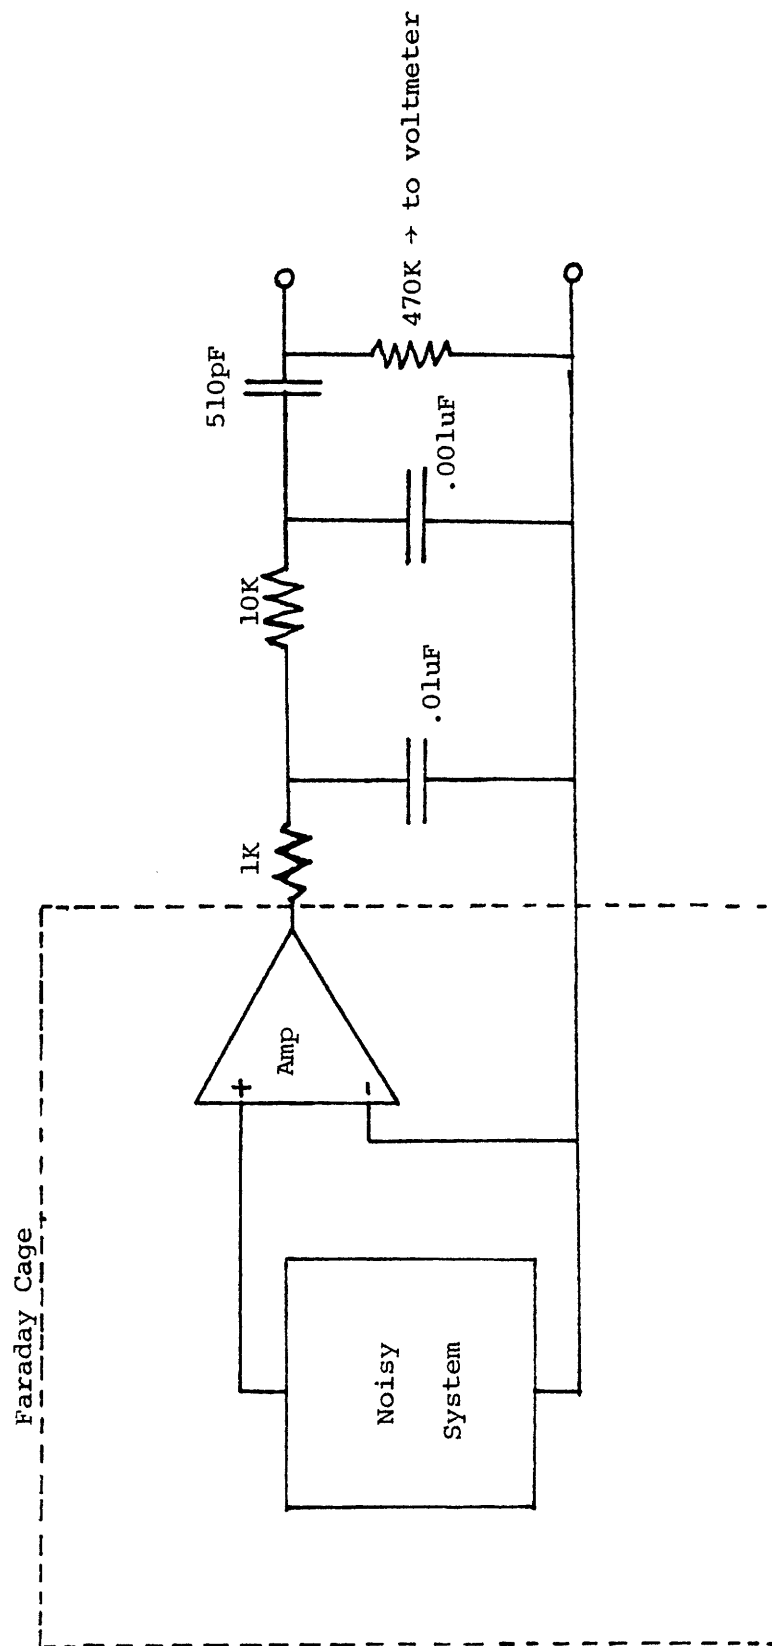 Faraday Cage
Noisy
System
+
-
Amp
1K
.01uF
10K
.001uF
510pF
470K → to voltmeter